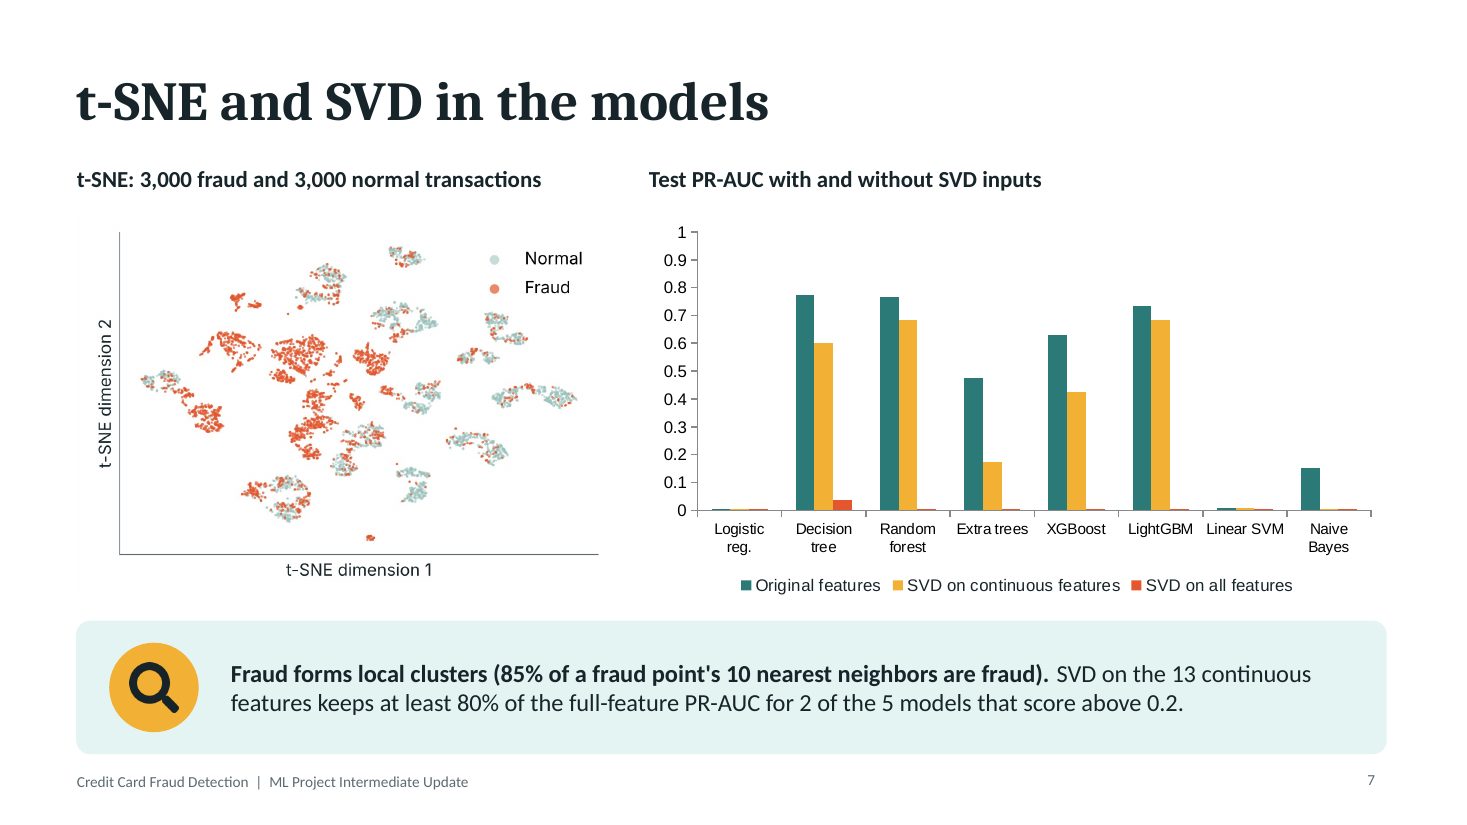 t-SNE and SVD in the models
t-SNE: 3,000 fraud and 3,000 normal transactions
Normal
Fraud
t-SNE dimension 2
t-SNE dimension 1
Test PR-AUC with and without SVD inputs
1
0.9
0.8
0.7
0.6
0.5
0.4
0.3
0.2
0.1
0
Logistic reg.
Decision tree
Random forest
Extra trees
XGBoost
LightGBM
Linear SVM
Naive Bayes
Original features
SVD on continuous features
SVD on all features
Fraud forms local clusters (85% of a fraud point's 10 nearest neighbors are fraud). SVD on the 13 continuous
features keeps at least 80% of the full-feature PR-AUC for 2 of the 5 models that score above 0.2.
Credit Card Fraud Detection | ML Project Intermediate Update
7